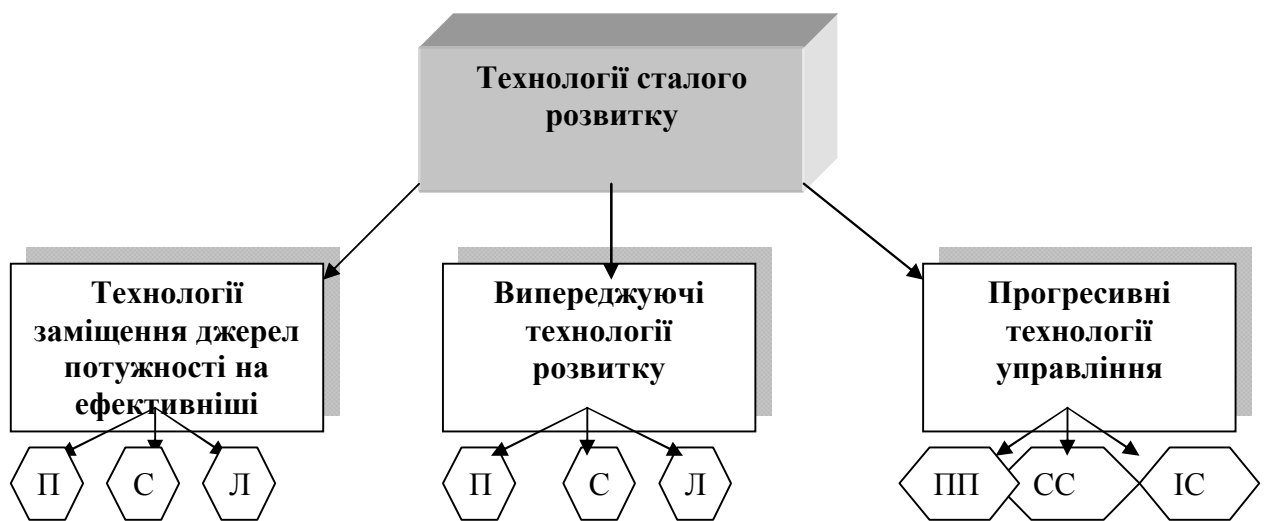 Технології сталого
розвитку
Технології
заміщення джерел
потужності на
ефективніші
Випереджуючі
технології
розвитку
Прогресивні
технології
управління
П С Л
П С Л
ПП СС ІС